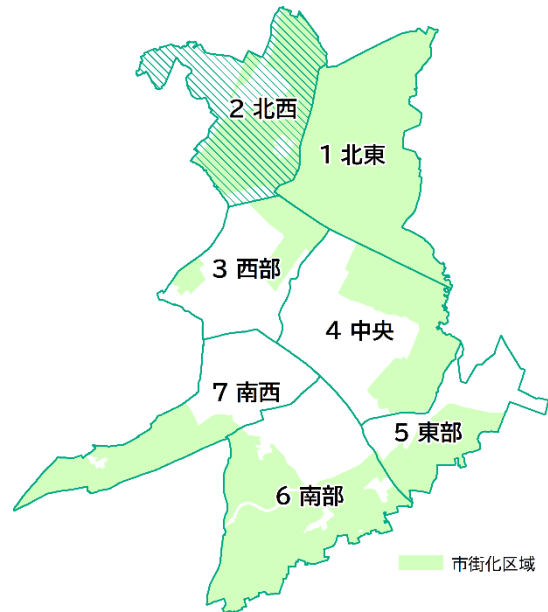 2 北西
1 北東
3 西部
4 中央
7 南西
5 東部
6 南部
市街化区域